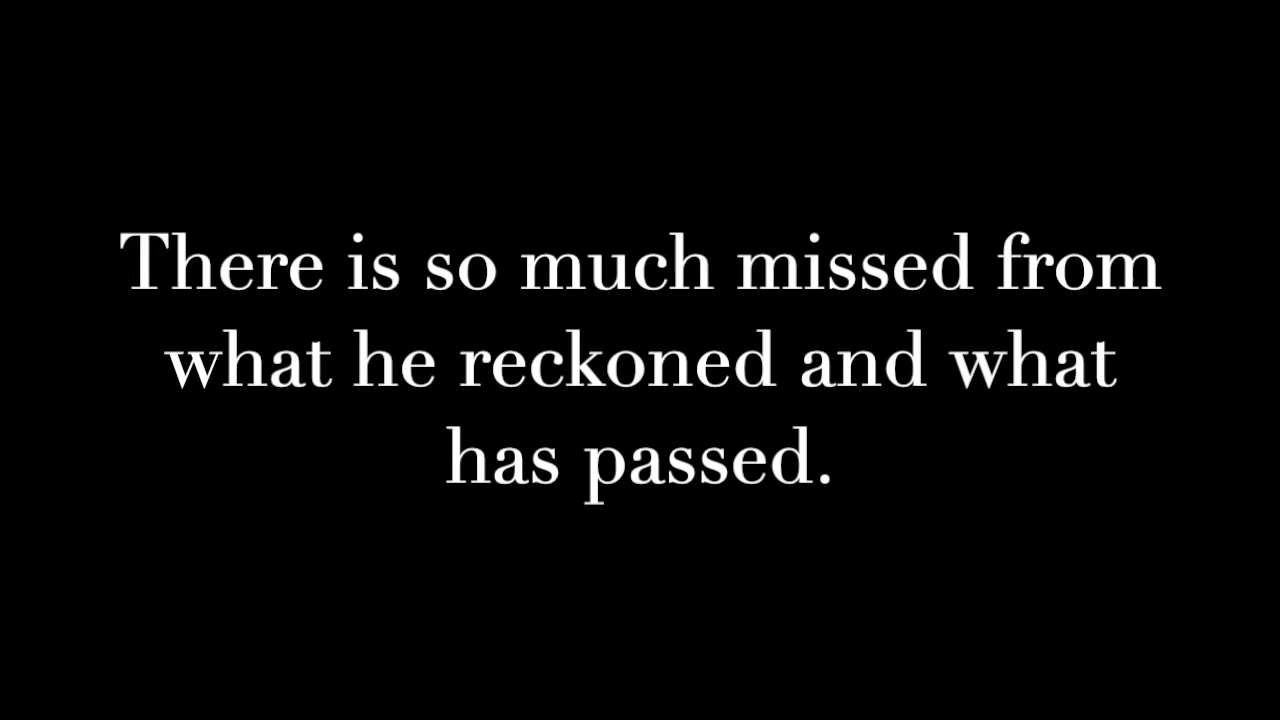 There is so much missed from
what he reckoned and what
has passed.